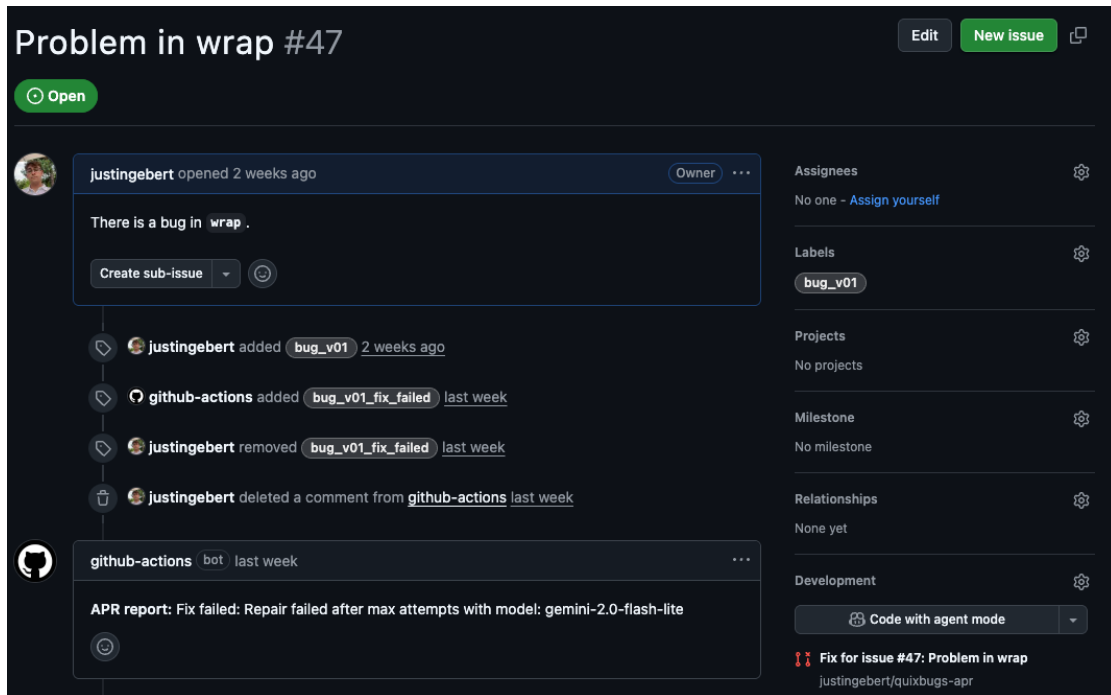 Problem in wrap #47
Edit
New issue
Open
justingebert opened 2 weeks ago
Owner
There is a bug in wrap.
Create sub-issue
justingebert added bug_v01 2 weeks ago
github-actions added bug_v01_fix_failed last week
justingebert removed bug_v01_fix_failed last week
justingebert deleted a comment from github-actions last week
github-actions bot last week
APR report: Fix failed: Repair failed after max attempts with model: gemini-2.0-flash-lite
Assignees
No one - Assign yourself
Labels
bug_v01
Projects
No projects
Milestone
No milestone
Relationships
None yet
Development
Code with agent mode
Fix for issue #47: Problem in wrap
justingebert/quixbugs-apr